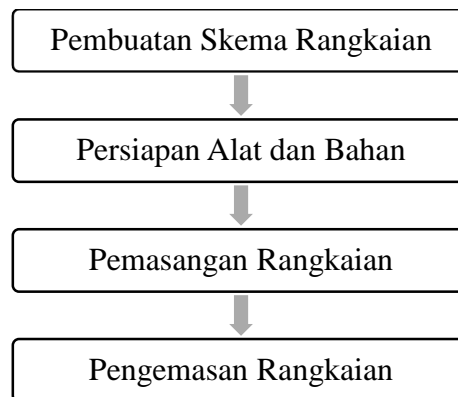 Pembuatan Skema Rangkaian
Persiapan Alat dan Bahan
Pemasangan Rangkaian
Pengemasan Rangkaian